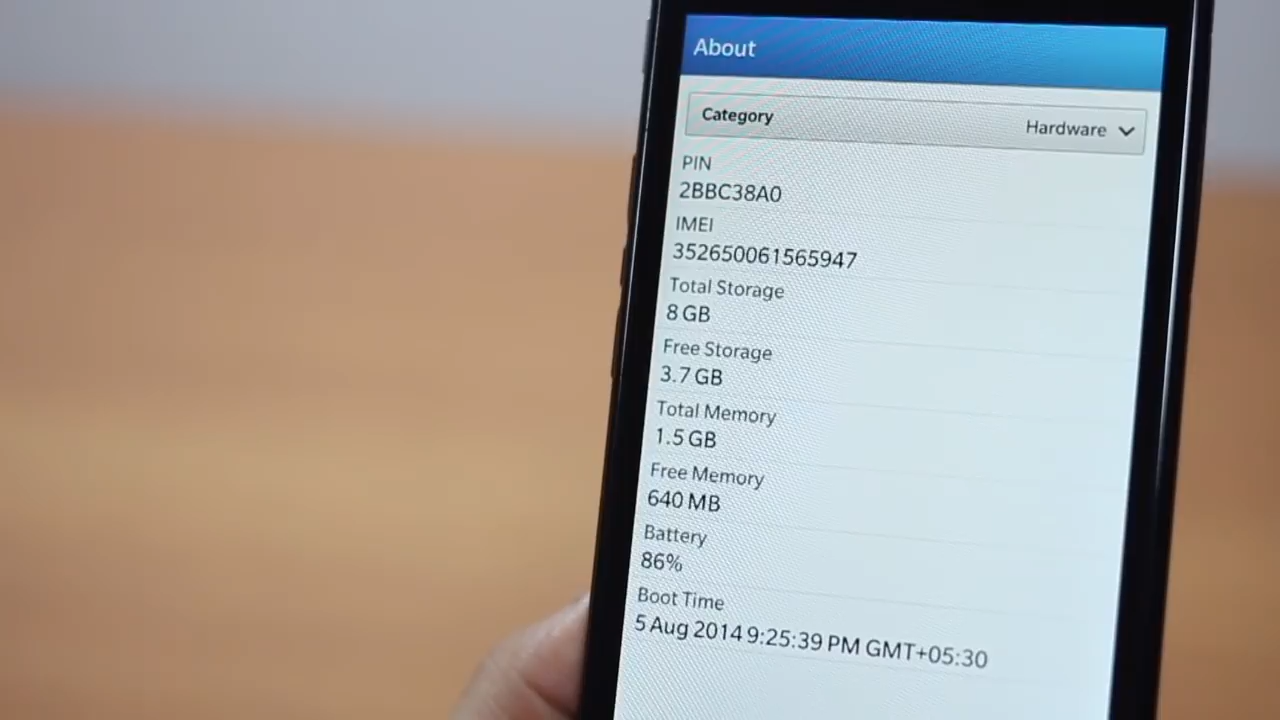 About
Category Hardware
PIN
2BBC38A0
IMEI
352650061565947
Total Storage
8 GB
Free Storage
3.7 GB
Total Memory
1.5 GB
Free Memory
640 MB
Battery
86%
Boot Time
5 Aug 2014 9:25:39 PM GMT+05:30